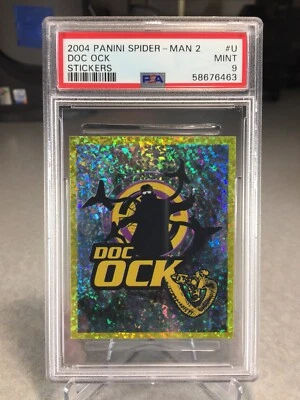 2004 PANINI SPIDER-MAN 2 #U
DOC OCK MINT
STICKERS PSA 9
58676463
DOC
OCK